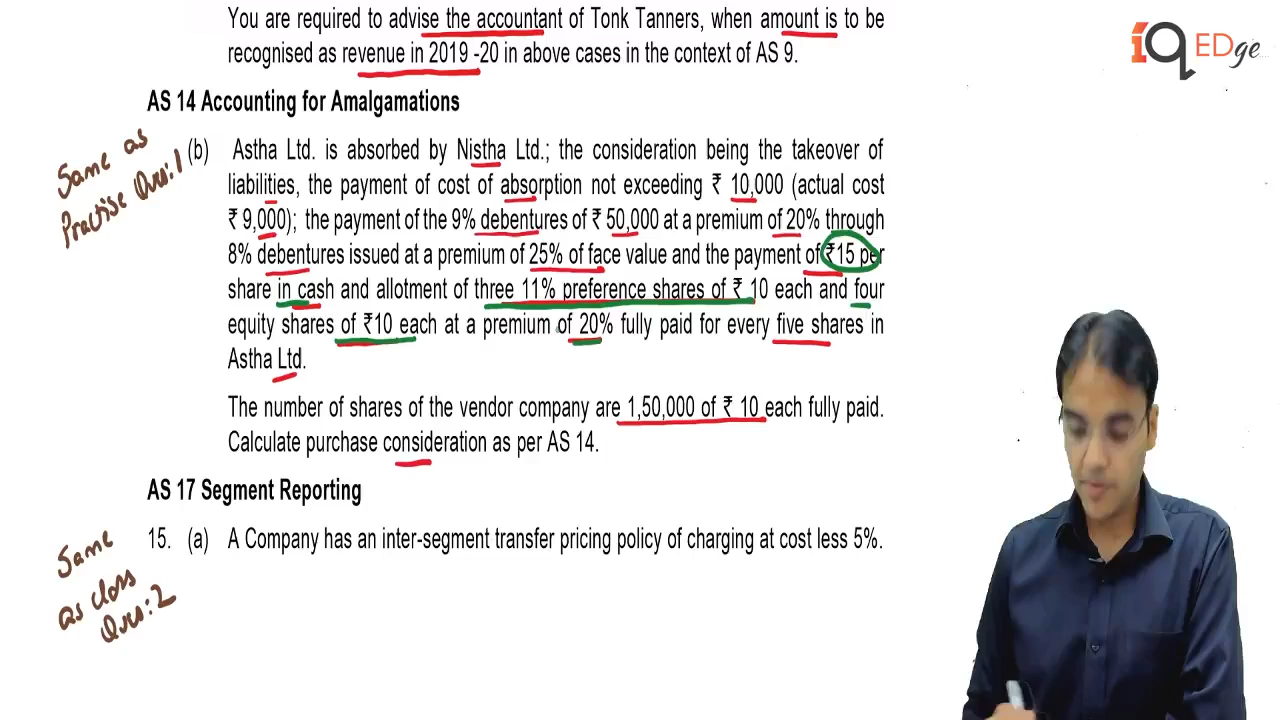 You are required to advise the accountant of Tonk Tanners, when amount is to be
recognised as revenue in 2019 -20 in above cases in the context of AS 9.
iQ EDge
AS 14 Accounting for Amalgamations
Same as
Practise Ques:1
(b) Astha Ltd. is absorbed by Nistha Ltd.; the consideration being the takeover of
liabilities, the payment of cost of absorption not exceeding ₹ 10,000 (actual cost
₹ 9,000); the payment of the 9% debentures of ₹ 50,000 at a premium of 20% through
8% debentures issued at a premium of 25% of face value and the payment of ₹15 per
share in cash and allotment of three 11% preference shares of ₹ 10 each and four
equity shares of ₹10 each at a premium of 20% fully paid for every five shares in
Astha Ltd.
The number of shares of the vendor company are 1,50,000 of ₹ 10 each fully paid.
Calculate purchase consideration as per AS 14.
AS 17 Segment Reporting
Same
as class
Ques:2
15. (a) A Company has an inter-segment transfer pricing policy of charging at cost less 5%.